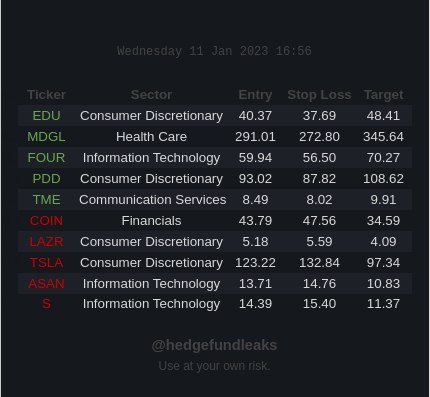 Wednesday 11 Jan 2023 16:56
Ticker Sector Entry Stop Loss Target
EDU Consumer Discretionary 40.37 37.69 48.41
MDGL Health Care 291.01 272.80 345.64
FOUR Information Technology 59.94 56.50 70.27
PDD Consumer Discretionary 93.02 87.82 108.62
TME Communication Services 8.49 8.02 9.91
COIN Financials 43.79 47.56 34.59
LAZR Consumer Discretionary 5.18 5.59 4.09
TSLA Consumer Discretionary 123.22 132.84 97.34
ASAN Information Technology 13.71 14.76 10.83
S Information Technology 14.39 15.40 11.37
@hedgefundleaks
Use at your own risk.